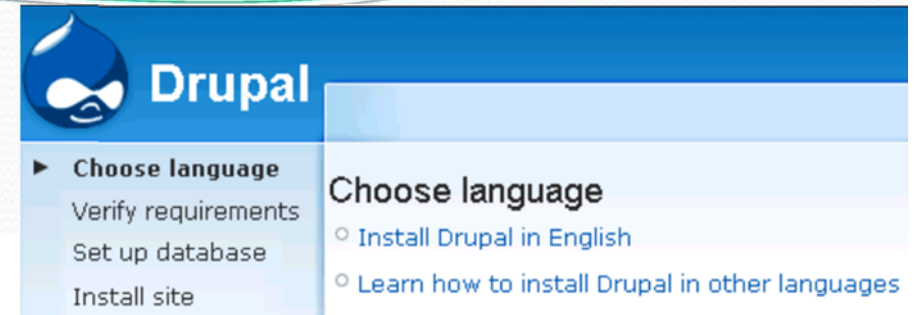 Drupal
Choose language
Verify requirements
Set up database
Install site
Choose language
Install Drupal in English
Learn how to install Drupal in other languages